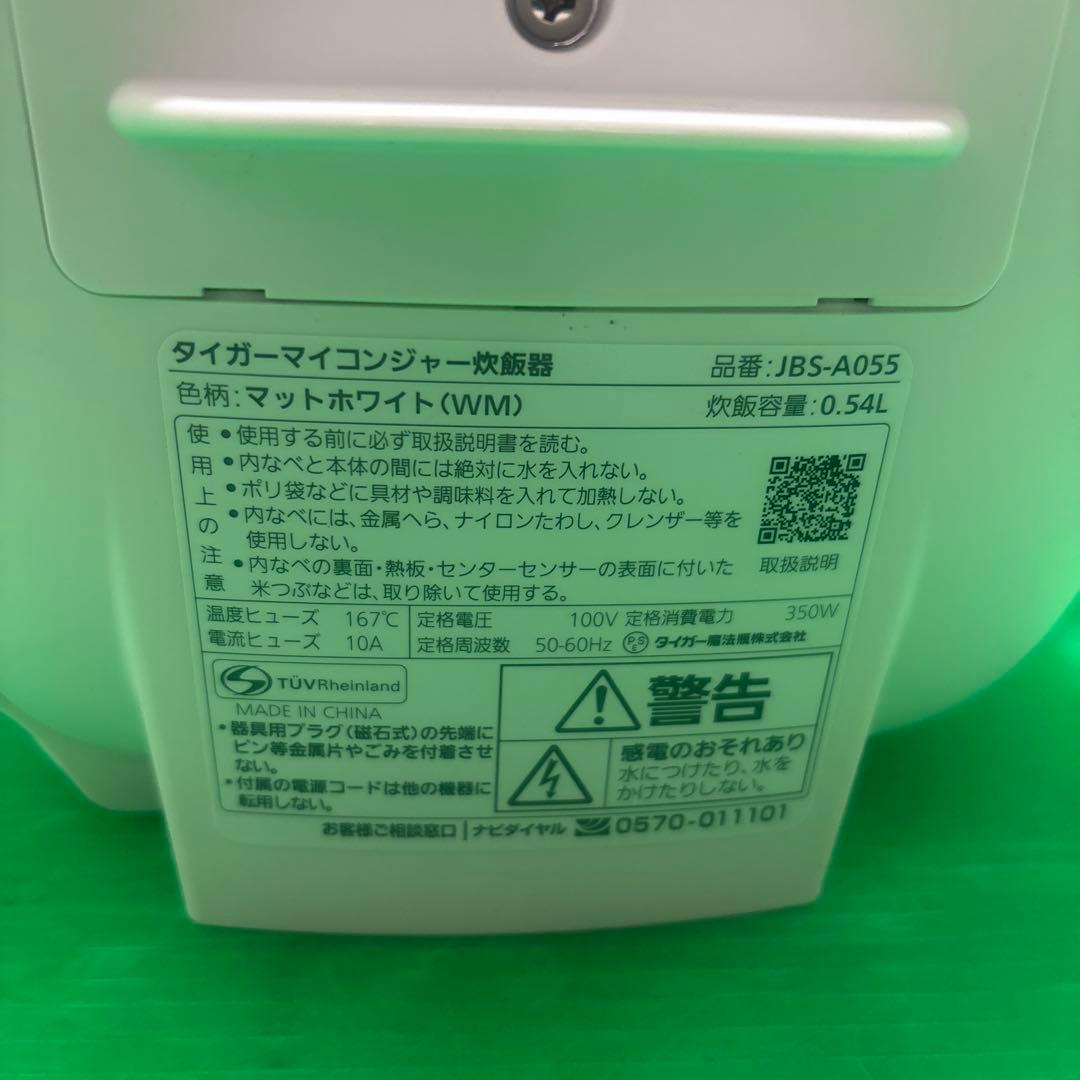 タイガーマイコンジャー炊飯器 品番:JBS-A055
色柄:マットホワイト(WM) 炊飯容量:0.54L
使用上の注意
•使用する前に必ず取扱説明書を読む。
•内なべと本体の間には絶対に水を入れない。
•ポリ袋などに具材や調味料を入れて加熱しない。
•内なべには、金属へら、ナイロンたわし、クレンザー等を
使用しない。
•内なべの裏面・熱板・センターセンサーの表面に付いた
米つぶなどは、取り除いて使用する。
取扱説明
温度ヒューズ 167℃ 定格電圧 100V 定格消費電力 350W
電流ヒューズ 10A 定格周波数 50-60Hz PSE タイガー魔法瓶株式会社
TÜVRheinland
MADE IN CHINA
•器具用プラグ(磁石式)の先端に
ピン等金属片やごみを付着させ
ない。
•付属の電源コードは他の機器に
転用しない。
警告
感電のおそれあり
水につけたり、水を
かけたりしない。
お客様ご相談窓口 ナビダイヤル 0570-011101